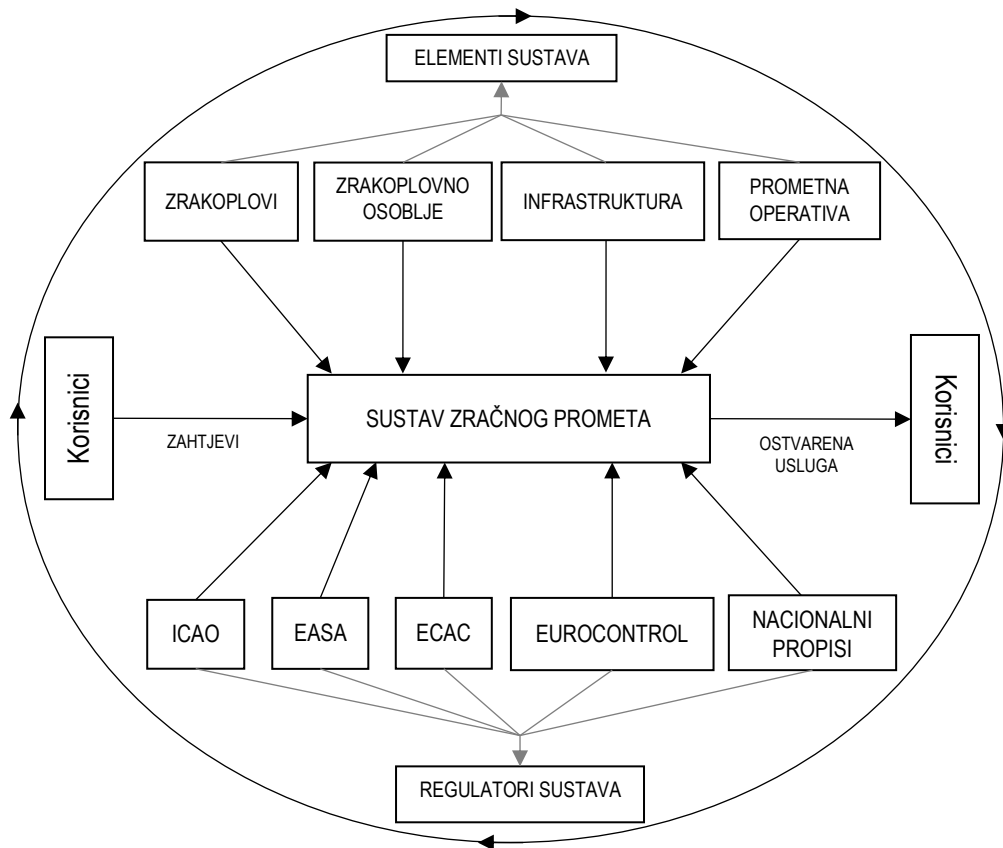 ELEMENTI SUSTAVA
ZRAKOPLOVI
ZRAKOPLOVNO
OSOBLJE
INFRASTRUKTURA
PROMETNA
OPERATIVA
Korisnici
ZAHTJEVI
SUSTAV ZRAČNOG PROMETA
OSTVARENA
USLUGA
Korisnici
ICAO
EASA
ECAC
EUROCONTROL
NACIONALNI
PROPISI
REGULATORI SUSTAVA